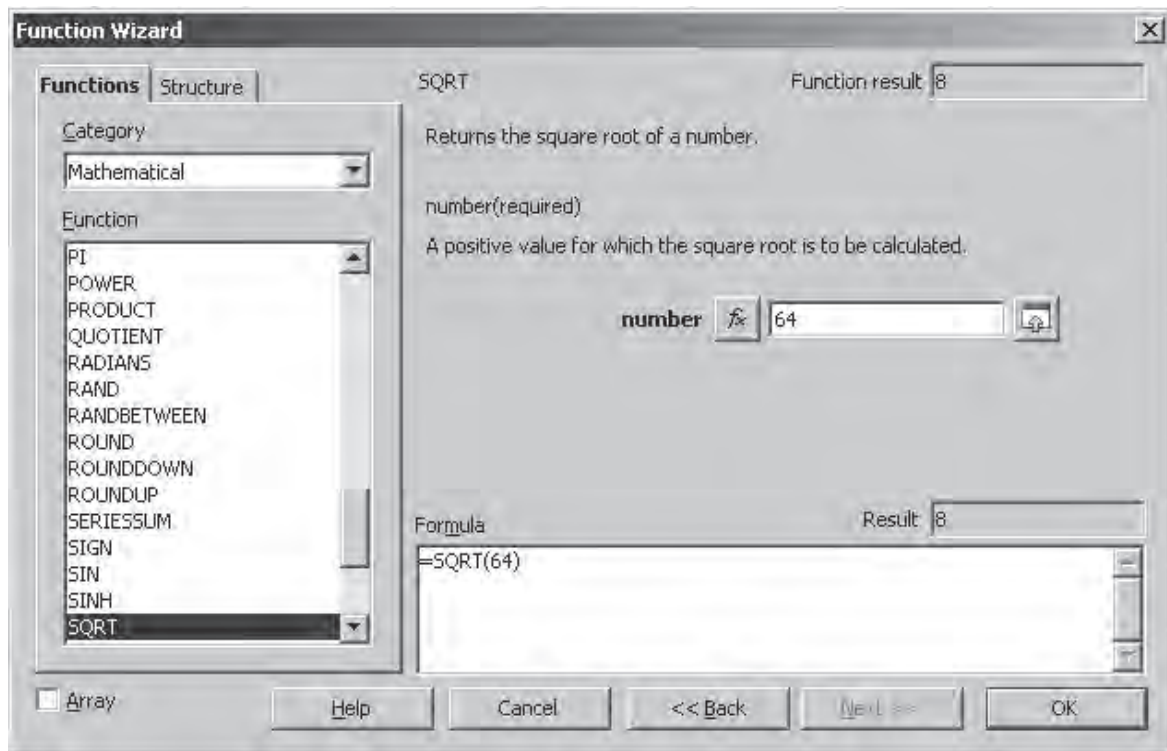 Function Wizard
Functions
Structure
Category
Mathematical
Function
PI
POWER
PRODUCT
QUOTIENT
RADIANS
RAND
RANDBETWEEN
ROUND
ROUNDDOWN
ROUNDUP
SERIESSUM
SIGN
SIN
SINH
SQRT
SQRT
Function result 8
Returns the square root of a number.
number(required)
A positive value for which the square root is to be calculated.
number fx 64
Formula
Result 8
=SQRT(64)
Array
Help
Cancel
<< Back
Next >>
OK